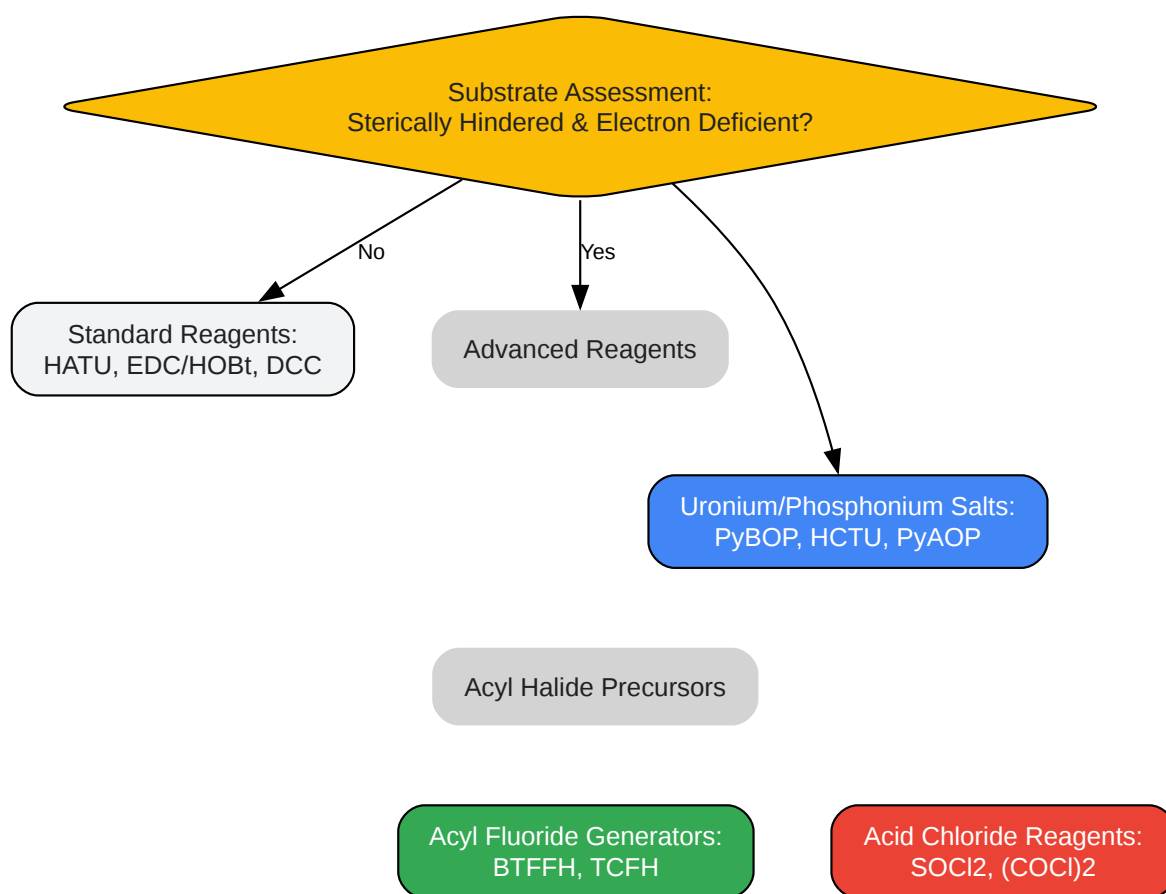 Substrate Assessment:
Sterically Hindered & Electron Deficient?
No
Yes
Standard Reagents:
HATU, EDC/HOBt, DCC
Advanced Reagents
Uronium/Phosphonium Salts:
PyBOP, HCTU, PyAOP
Acyl Halide Precursors
Acyl Fluoride Generators:
BTFFH, TCFH
Acid Chloride Reagents:
SOCl2, (COCl)2